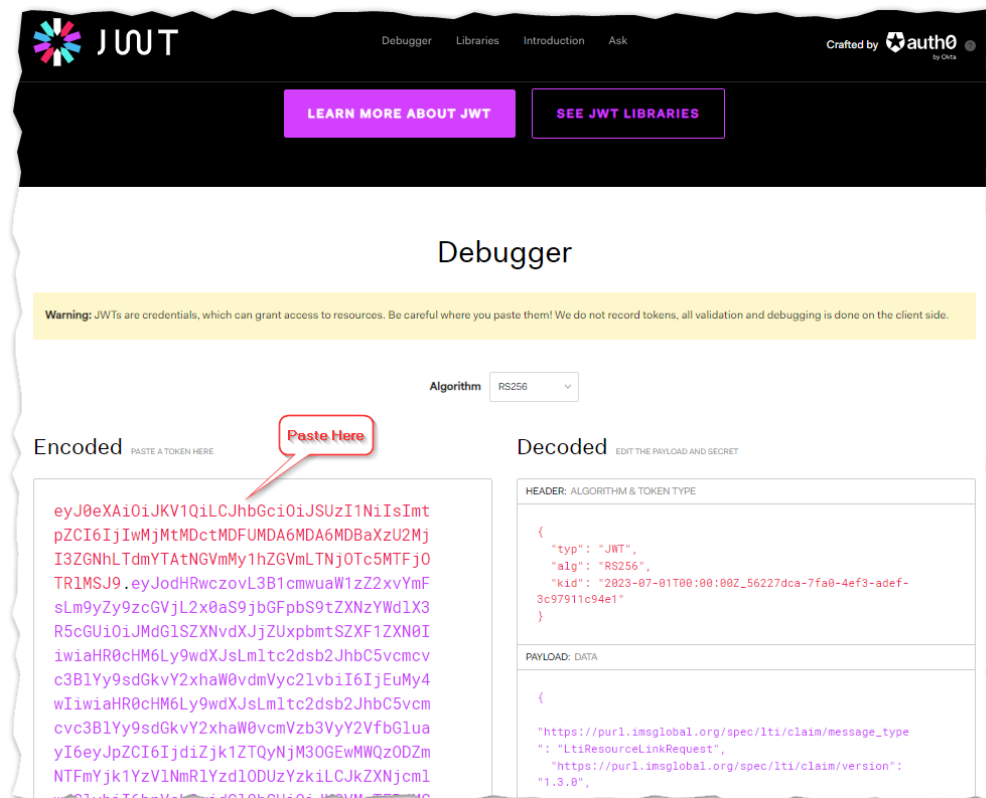 JWT
Debugger Libraries Introduction Ask
Crafted by auth0
by Okta
LEARN MORE ABOUT JWT
SEE JWT LIBRARIES
Debugger
Warning: JWTs are credentials, which can grant access to resources. Be careful where you paste them! We do not record tokens, all validation and debugging is done on the client side.
Algorithm RS256
Paste Here
Encoded PASTE A TOKEN HERE
eyJ0eXAiOiJKV1QiLCJhbGciOiJSUzI1NiIsImt
pZCI6IjIwMjMtMDctMDFUMDA6MDA6MDBaXzU2Mj
I3ZGNhLTdmYTAtNGVmMy1hZGVmLTNjOTc5MTFjO
TRlMSJ9.eyJodHRwczovL3B1cmwuaW1zZ2xvYmF
sLm9yZy9zcGVjL2x0aS9jbGFpbS9tZXNzYWdlX3
R5cGUiOiJMdGlSZXNvdXJjZUxpbmtSZXF1ZXN0I
iwiaHR0cHM6Ly9wdXJsLmltc2dsb2JhbC5vcmcv
c3BlYy9sdGkvY2xhaW0vdmVyc2lvbiI6IjEuMy4
wIiwiaHR0cHM6Ly9wdXJsLmltc2dsb2JhbC5vcm
cvc3BlYy9sdGkvY2xhaW0vcmVzb3VyY2VfbGlua
yI6eyJpZCI6IjdiZjk1ZTQyNjM3OGEwMWQzODZm
NTFmYjk1YzVlNmRlYzdlODUzYzkiLCJkZXNjcml
Decoded EDIT THE PAYLOAD AND SECRET
HEADER: ALGORITHM & TOKEN TYPE
{
"typ": "JWT",
"alg": "RS256",
"kid": "2023-07-01T00:00:00Z_56227dca-7fa0-4ef3-adef-
3c97911c94e1"
}
PAYLOAD: DATA
{
"https://purl.imsglobal.org/spec/lti/claim/message_type
": "LtiResourceLinkRequest",
"https://purl.imsglobal.org/spec/lti/claim/version":
"1.3.0",